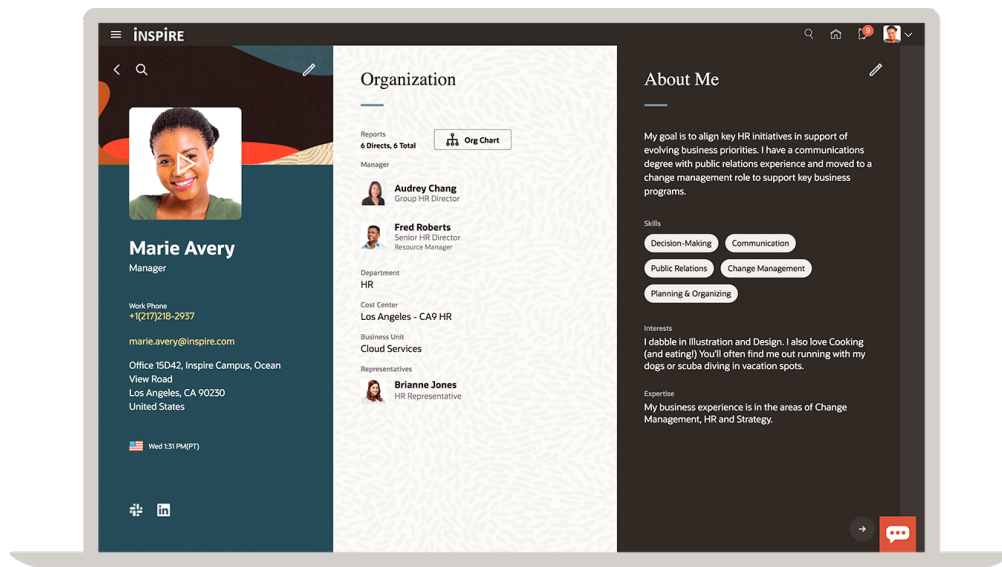 INSPIRE
9
Marie Avery
Manager
Work Phone
+1(217)218-2937
marie.avery@inspire.com
Office 15D42, Inspire Campus, Ocean
View Road
Los Angeles, CA 90230
United States
Wed 1:31 PM(PT)
Organization
Reports
6 Directs, 6 Total
Org Chart
Manager
Audrey Chang
Group HR Director
Fred Roberts
Senior HR Director
Resource Manager
Department
HR
Cost Center
Los Angeles - CA9 HR
Business Unit
Cloud Services
Representatives
Brianne Jones
HR Representative
About Me
My goal is to align key HR initiatives in support of
evolving business priorities. I have a communications
degree with public relations experience and moved to a
change management role to support key business
programs.
Skills
Decision-Making
Communication
Public Relations
Change Management
Planning & Organizing
Interests
I dabble in Illustration and Design. I also love Cooking
(and eating!) You'll often find me out running with my
dogs or scuba diving in vacation spots.
Expertise
My business experience is in the areas of Change
Management, HR and Strategy.